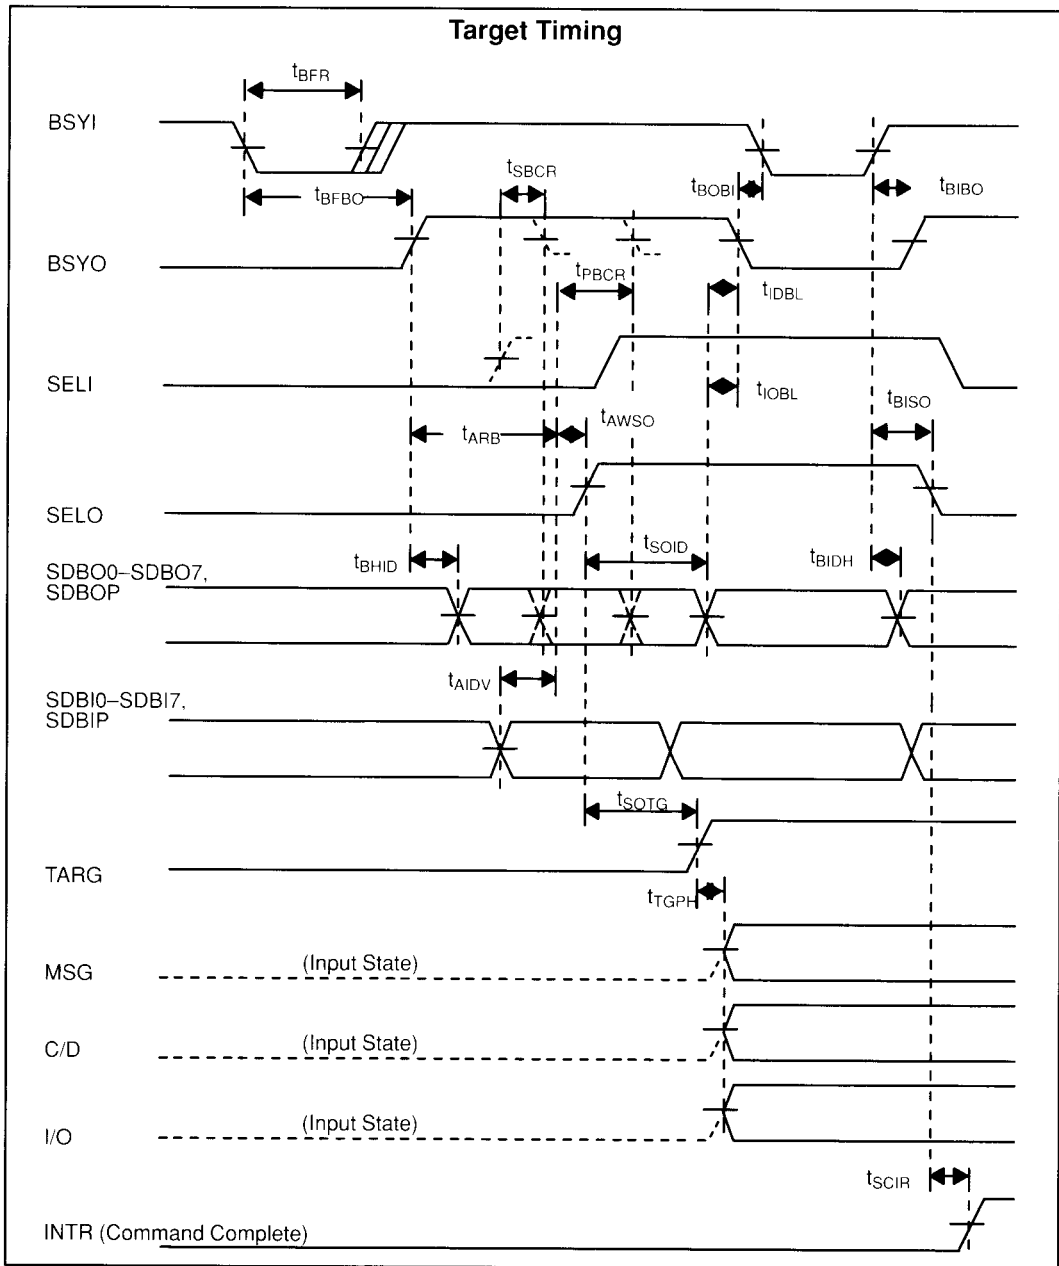 Target Timing
tBFR
BSYI
tSBCR
tBFBO
tBOBI
tBIBO
BSYO
tPBCR
tIDBL
SELI
tIOBL
tARB
tAWSO
tBISO
SELO
tBHID
tSOID
tBIDH
SDBO0–SDBO7,
SDBOP
tAIDV
SDBI0–SDBI7,
SDBIP
tSOTG
TARG
tTGPH
MSG
(Input State)
C/D
(Input State)
I/O
(Input State)
tSCIR
INTR (Command Complete)